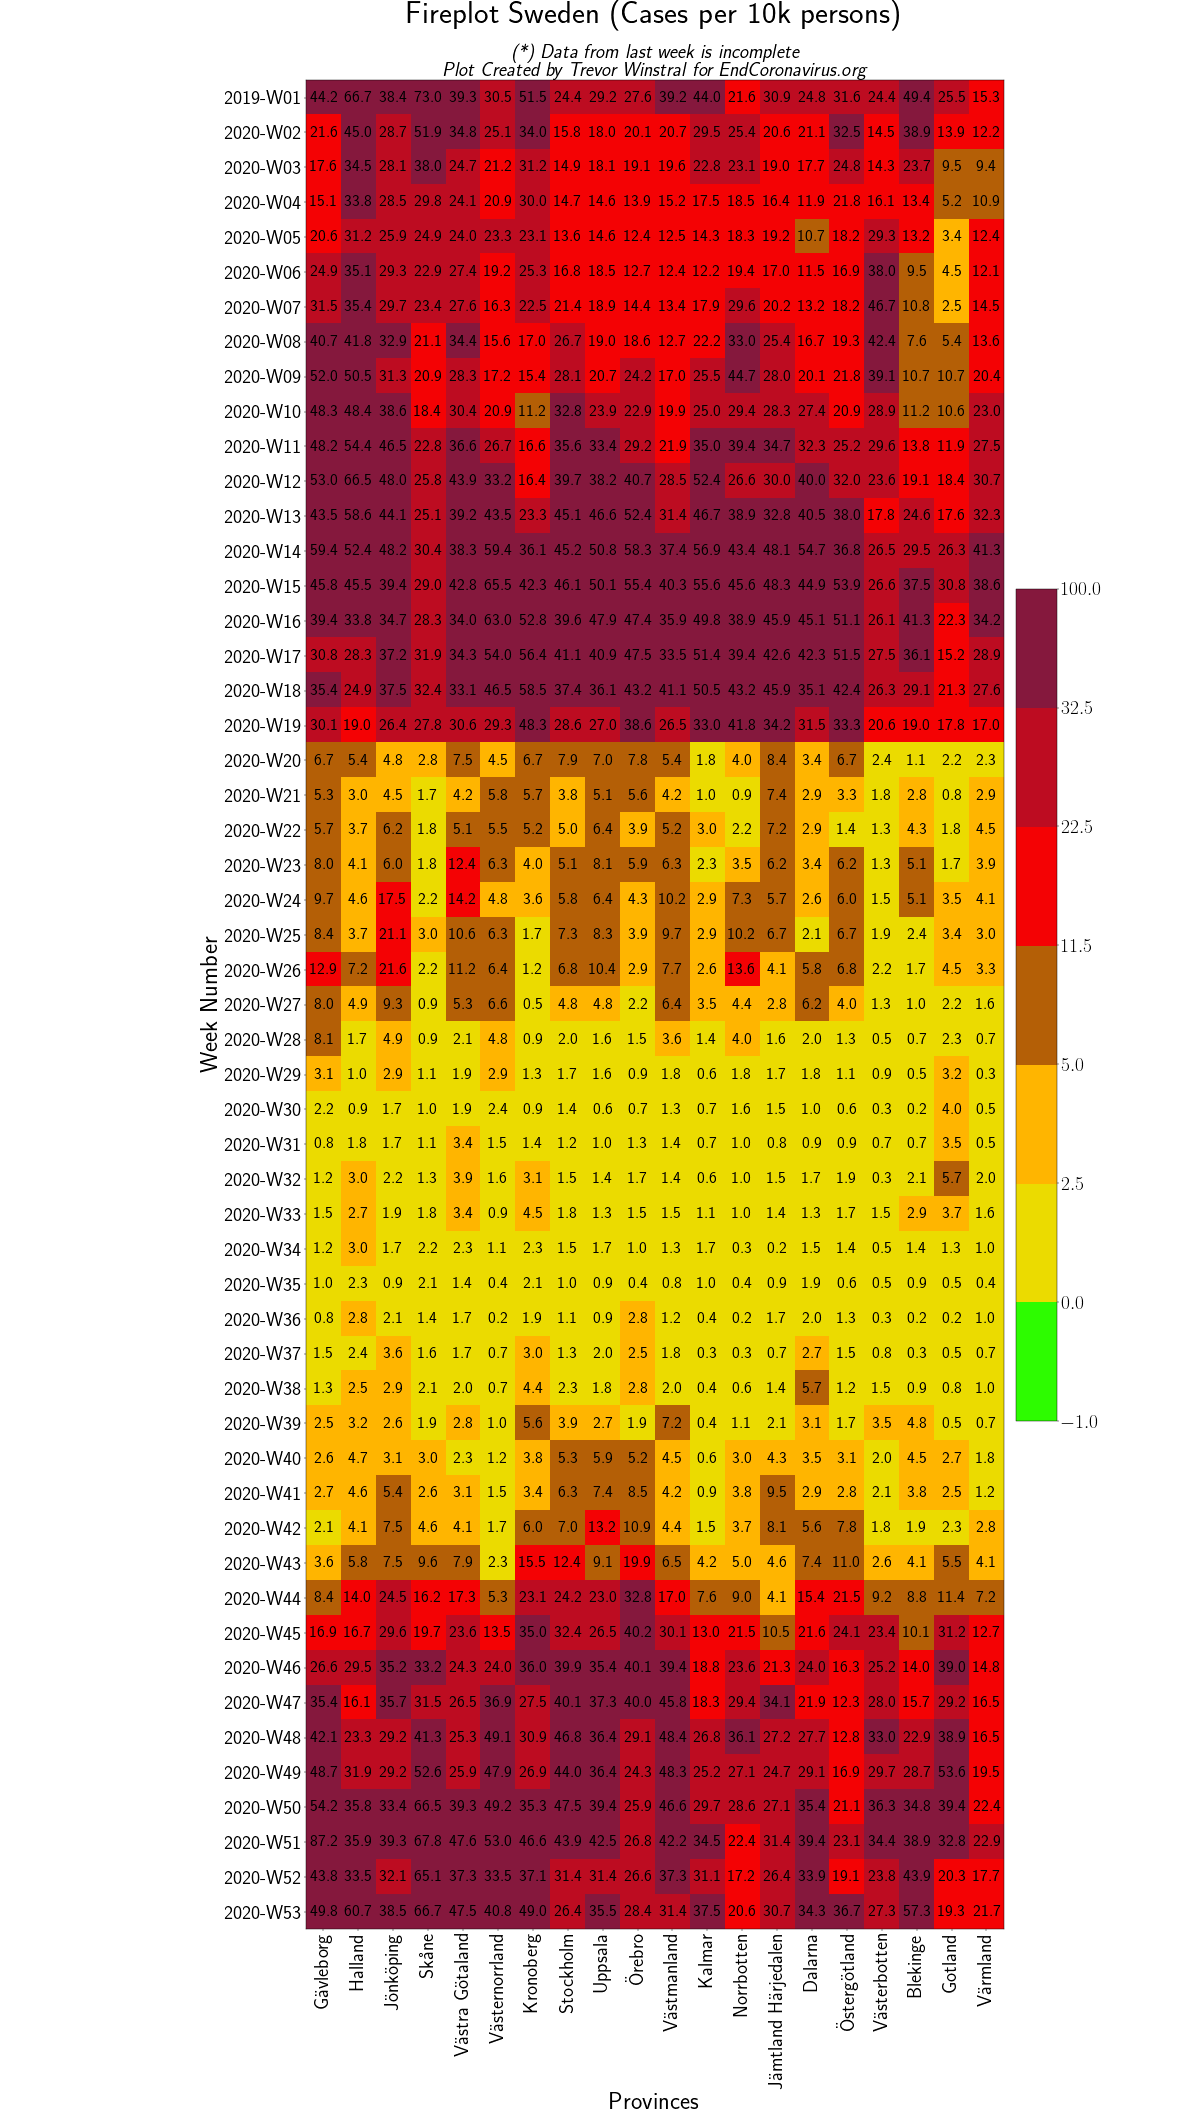 Fireplot Sweden (Cases per 10k persons)
(*) Data from last week is incomplete
Plot Created by Trevor Winstral for EndCoronavirus.org
2019-W01 44.2 66.7 38.4 73.0 39.3 30.5 51.5 24.4 29.2 27.6 39.2 44.0 21.6 30.9 24.8 31.6 24.4 49.4 25.5 15.3
2020-W02 21.6 45.0 28.7 51.9 34.8 25.1 34.0 15.8 18.0 20.1 20.7 29.5 25.4 20.6 21.1 32.5 14.5 38.9 13.9 12.2
2020-W03 17.6 34.5 28.1 38.0 24.7 21.2 31.2 14.9 18.1 19.1 19.6 22.8 23.1 19.0 17.7 24.8 14.3 23.7 9.5 9.4
2020-W04 15.1 33.8 28.5 29.8 24.1 20.9 30.0 14.7 14.6 13.9 15.2 17.5 18.5 16.4 11.9 21.8 16.1 13.4 5.2 10.9
2020-W05 20.6 31.2 25.9 24.9 24.0 23.3 23.1 13.6 14.6 12.4 12.5 14.3 18.3 19.2 10.7 18.2 29.3 13.2 3.4 12.4
2020-W06 24.9 35.1 29.3 22.9 27.4 19.2 25.3 16.8 18.5 12.7 12.4 12.2 19.4 17.0 11.5 16.9 38.0 9.5 4.5 12.1
2020-W07 31.5 35.4 29.7 23.4 27.6 16.3 22.5 21.4 18.9 14.4 13.4 17.9 29.6 20.2 13.2 18.2 46.7 10.8 2.5 14.5
2020-W08 40.7 41.8 32.9 21.1 34.4 15.6 17.0 26.7 19.0 18.6 12.7 22.2 33.0 25.4 16.7 19.3 42.4 7.6 5.4 13.6
2020-W09 52.0 50.5 31.3 20.9 28.3 17.2 15.4 28.1 20.7 24.2 17.0 25.5 44.7 28.0 20.1 21.8 39.1 10.7 10.7 20.4
2020-W10 48.3 48.4 38.6 18.4 30.4 20.9 11.2 32.8 23.9 22.9 19.9 25.0 29.4 28.3 27.4 20.9 28.9 11.2 10.6 23.0
2020-W11 48.2 54.4 46.5 22.8 36.6 26.7 16.6 35.6 33.4 29.2 21.9 35.0 39.4 34.7 32.3 25.2 29.6 13.8 11.9 27.5
2020-W12 53.0 66.5 48.0 25.8 43.9 33.2 16.4 39.7 38.2 40.7 28.5 52.4 26.6 30.0 40.0 32.0 23.6 19.1 18.4 30.7
2020-W13 43.5 58.6 44.1 25.1 39.2 43.5 23.3 45.1 46.6 52.4 31.4 46.7 38.9 32.8 40.5 38.0 17.8 24.6 17.6 32.3
2020-W14 59.4 52.4 48.2 30.4 38.3 59.4 36.1 45.2 50.8 58.3 37.4 56.9 43.4 48.1 54.7 36.8 26.5 29.5 26.3 41.3
2020-W15 45.8 45.5 39.4 29.0 42.8 65.5 42.3 46.1 50.1 55.4 40.3 55.6 45.6 48.3 44.9 53.9 26.6 37.5 30.8 38.6
2020-W16 39.4 33.8 34.7 28.3 34.0 63.0 52.8 39.6 47.9 47.4 35.9 49.8 38.9 45.9 45.1 51.1 26.1 41.3 22.3 34.2
2020-W17 30.8 28.3 37.2 31.9 34.3 54.0 56.4 41.1 40.9 47.5 33.5 51.4 39.4 42.6 42.3 51.5 27.5 36.1 15.2 28.9
2020-W18 35.4 24.9 37.5 32.4 33.1 46.5 58.5 37.4 36.1 43.2 41.1 50.5 43.2 45.9 35.1 42.4 26.3 29.1 21.3 27.6
2020-W19 30.1 19.0 26.4 27.8 30.6 29.3 48.3 28.6 27.0 38.6 26.5 33.0 41.8 34.2 31.5 33.3 20.6 19.0 17.8 17.0
2020-W20 6.7 5.4 4.8 2.8 7.5 4.5 6.7 7.9 7.0 7.8 5.4 1.8 4.0 8.4 3.4 6.7 2.4 1.1 2.2 2.3
2020-W21 5.3 3.0 4.5 1.7 4.2 5.8 5.7 3.8 5.1 5.6 4.2 1.0 0.9 7.4 2.9 3.3 1.8 2.8 0.8 2.9
2020-W22 5.7 3.7 6.2 1.8 5.1 5.5 5.2 5.0 6.4 3.9 5.2 3.0 2.2 7.2 2.9 1.4 1.3 4.3 1.8 4.5
2020-W23 8.0 4.1 6.0 1.8 12.4 6.3 4.0 5.1 8.1 5.9 6.3 2.3 3.5 6.2 3.4 6.2 1.3 5.1 1.7 3.9
2020-W24 9.7 4.6 17.5 2.2 14.2 4.8 3.6 5.8 6.4 4.3 10.2 2.9 7.3 5.7 2.6 6.0 1.5 5.1 3.5 4.1
2020-W25 8.4 3.7 21.1 3.0 10.6 6.3 1.7 7.3 8.3 3.9 9.7 2.9 10.2 6.7 2.1 6.7 1.9 2.4 3.4 3.0
2020-W26 12.9 7.2 21.6 2.2 11.2 6.4 1.2 6.8 10.4 2.9 7.7 2.6 13.6 4.1 5.8 6.8 2.2 1.7 4.5 3.3
2020-W27 8.0 4.9 9.3 0.9 5.3 6.6 0.5 4.8 4.8 2.2 6.4 3.5 4.4 2.8 6.2 4.0 1.3 1.0 2.2 1.6
2020-W28 8.1 1.7 4.9 0.9 2.1 4.8 0.9 2.0 1.6 1.5 3.6 1.4 4.0 1.6 2.0 1.3 0.5 0.7 2.3 0.7
2020-W29 3.1 1.0 2.9 1.1 1.9 2.9 1.3 1.7 1.6 0.9 1.8 0.6 1.8 1.7 1.8 1.1 0.9 0.5 3.2 0.3
2020-W30 2.2 0.9 1.7 1.0 1.9 2.4 0.9 1.4 0.6 0.7 1.3 0.7 1.6 1.5 1.0 0.6 0.3 0.2 4.0 0.5
2020-W31 0.8 1.8 1.7 1.1 3.4 1.5 1.4 1.2 1.0 1.3 1.4 0.7 1.0 0.8 0.9 0.9 0.7 0.7 3.5 0.5
2020-W32 1.2 3.0 2.2 1.3 3.9 1.6 3.1 1.5 1.4 1.7 1.4 0.6 1.0 1.5 1.7 1.9 0.3 2.1 5.7 2.0
2020-W33 1.5 2.7 1.9 1.8 3.4 0.9 4.5 1.8 1.3 1.5 1.5 1.1 1.0 1.4 1.3 1.7 1.5 2.9 3.7 1.6
2020-W34 1.2 3.0 1.7 2.2 2.3 1.1 2.3 1.5 1.7 1.0 1.3 1.7 0.3 0.2 1.5 1.4 0.5 1.4 1.3 1.0
2020-W35 1.0 2.3 0.9 2.1 1.4 0.4 2.1 1.0 0.9 0.4 0.8 1.0 0.4 0.9 1.9 0.6 0.5 0.9 0.5 0.4
2020-W36 0.8 2.8 2.1 1.4 1.7 0.2 1.9 1.1 0.9 2.8 1.2 0.4 0.2 1.7 2.0 1.3 0.3 0.2 0.2 1.0
2020-W37 1.5 2.4 3.6 1.6 1.7 0.7 3.0 1.3 2.0 2.5 1.8 0.3 0.3 0.7 2.7 1.5 0.8 0.3 0.5 0.7
2020-W38 1.3 2.5 2.9 2.1 2.0 0.7 4.4 2.3 1.8 2.8 2.0 0.4 0.6 1.4 5.7 1.2 1.5 0.9 0.8 1.0
2020-W39 2.5 3.2 2.6 1.9 2.8 1.0 5.6 3.9 2.7 1.9 7.2 0.4 1.1 2.1 3.1 1.7 3.5 4.8 0.5 0.7
2020-W40 2.6 4.7 3.1 3.0 2.3 1.2 3.8 5.3 5.9 5.2 4.5 0.6 3.0 4.3 3.5 3.1 2.0 4.5 2.7 1.8
2020-W41 2.7 4.6 5.4 2.6 3.1 1.5 3.4 6.3 7.4 8.5 4.2 0.9 3.8 9.5 2.9 2.8 2.1 3.8 2.5 1.2
2020-W42 2.1 4.1 7.5 4.6 4.1 1.7 6.0 7.0 13.2 10.9 4.4 1.5 3.7 8.1 5.6 7.8 1.8 1.9 2.3 2.8
2020-W43 3.6 5.8 7.5 9.6 7.9 2.3 15.5 12.4 9.1 19.9 6.5 4.2 5.0 4.6 7.4 11.0 2.6 4.1 5.5 4.1
2020-W44 8.4 14.0 24.5 16.2 17.3 5.3 23.1 24.2 23.0 32.8 17.0 7.6 9.0 4.1 15.4 21.5 9.2 8.8 11.4 7.2
2020-W45 16.9 16.7 29.6 19.7 23.6 13.5 35.0 32.4 26.5 40.2 30.1 13.0 21.5 10.5 21.6 24.1 23.4 10.1 31.2 12.7
2020-W46 26.6 29.5 35.2 33.2 24.3 24.0 36.0 39.9 35.4 40.1 39.4 18.8 23.6 21.3 24.0 16.3 25.2 14.0 39.0 14.8
2020-W47 35.4 16.1 35.7 31.5 26.5 36.9 27.5 40.1 37.3 40.0 45.8 18.3 29.4 34.1 21.9 12.3 28.0 15.7 29.2 16.5
2020-W48 42.1 23.3 29.2 41.3 25.3 49.1 30.9 46.8 36.4 29.1 48.4 26.8 36.1 27.2 27.7 12.8 33.0 22.9 38.9 16.5
2020-W49 48.7 31.9 29.2 52.6 25.9 47.9 26.9 44.0 36.4 24.3 48.3 25.2 27.1 24.7 29.1 16.9 29.7 28.7 53.6 19.5
2020-W50 54.2 35.8 33.4 66.5 39.3 49.2 35.3 47.5 39.4 25.9 46.6 29.7 28.6 27.1 35.4 21.1 36.3 34.8 39.4 22.4
2020-W51 87.2 35.9 39.3 67.8 47.6 53.0 46.6 43.9 42.5 26.8 42.2 34.5 22.4 31.4 39.4 23.1 34.4 38.9 32.8 22.9
2020-W52 43.8 33.5 32.1 65.1 37.3 33.5 37.1 31.4 31.4 26.6 37.3 31.1 17.2 26.4 33.9 19.1 23.8 43.9 20.3 17.7
2020-W53 49.8 60.7 38.5 66.7 47.5 40.8 49.0 26.4 35.5 28.4 31.4 37.5 20.6 30.7 34.3 36.7 27.3 57.3 19.3 21.7
Week Number
Gävleborg
Halland
Jönköping
Skåne
Västra Götaland
Västernorrland
Kronoberg
Stockholm
Uppsala
Örebro
Västmanland
Kalmar
Norrbotten
Jämtland Härjedalen
Dalarna
Östergötland
Västerbotten
Blekinge
Gotland
Värmland
Provinces
100.0
32.5
22.5
11.5
5.0
2.5
0.0
−1.0